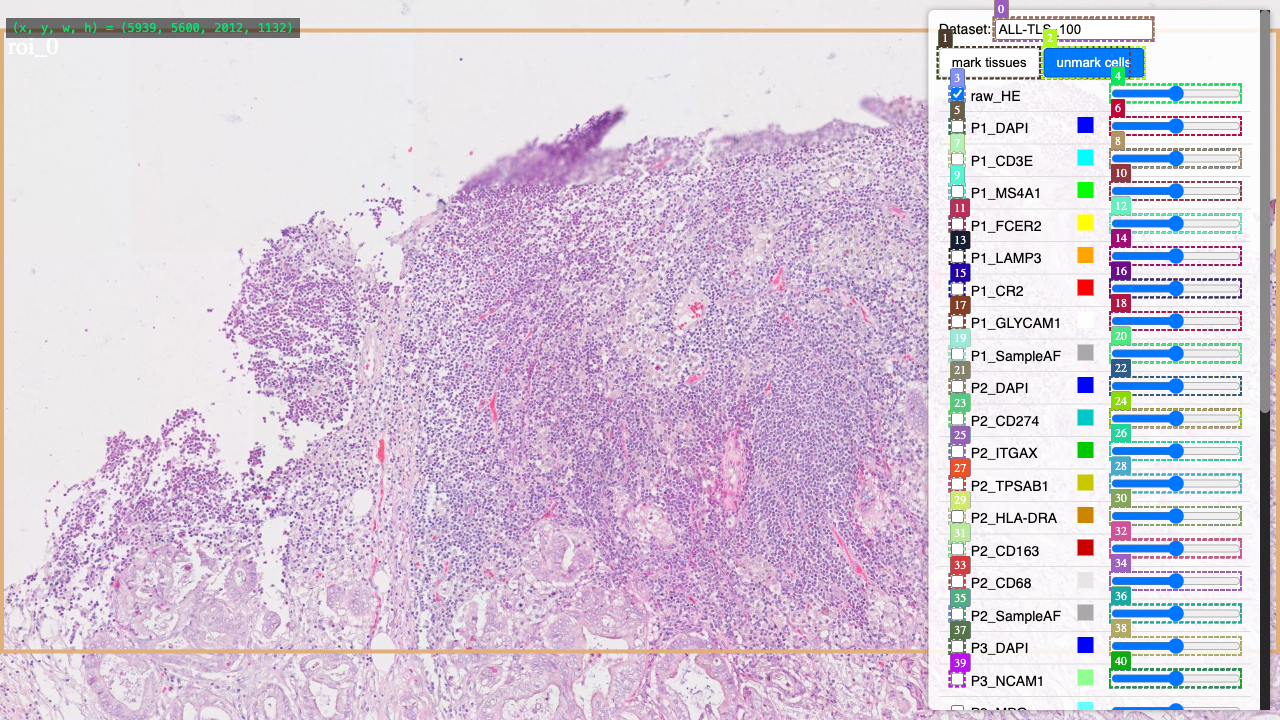 (x, y, w, h) = (5939, 5600, 2012, 1132)
roi_0
0
Dataset: ALL-TLS_100
1
2
mark tissues
unmark cells
3
raw_HE
4
5
P1_DAPI
6
7
P1_CD3E
8
9
P1_MS4A1
10
11
P1_FCER2
12
13
P1_LAMP3
14
15
P1_CR2
16
17
P1_GLYCAM1
18
19
P1_SampleAF
20
21
P2_DAPI
22
23
P2_CD274
24
25
P2_ITGAX
26
27
P2_TPSAB1
28
29
P2_HLA-DRA
30
31
P2_CD163
32
33
P2_CD68
34
35
P2_SampleAF
36
37
P3_DAPI
38
39
P3_NCAM1
40